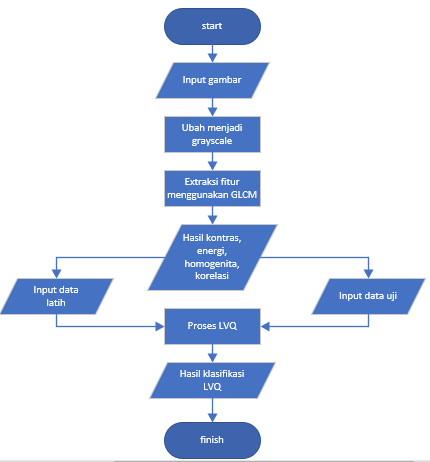 start
Input gambar
Ubah menjadi
grayscale
Extraksi fitur
menggunakan GLCM
Hasil kontras,
energi,
homogenita,
korelasi
Input data
latih
Input data uji
Proses LVQ
Hasil klasifikasi
LVQ
finish